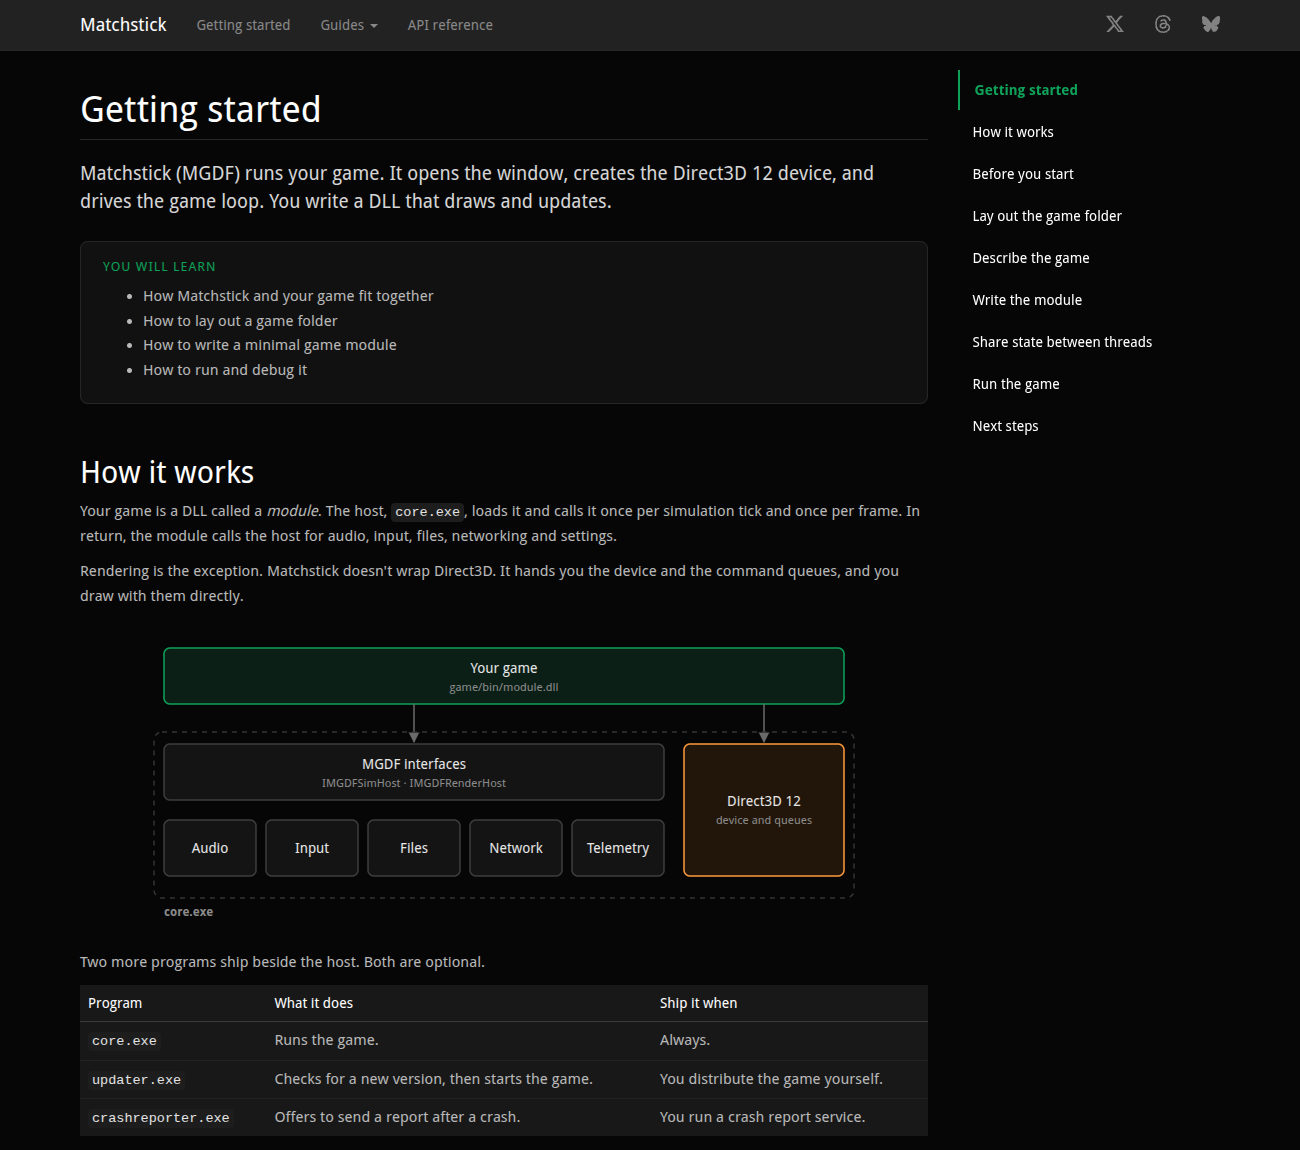 Matchstick Getting started Guides API reference
Getting started
Matchstick (MGDF) runs your game. It opens the window, creates the Direct3D 12 device, and
drives the game loop. You write a DLL that draws and updates.
YOU WILL LEARN
How Matchstick and your game fit together
How to lay out a game folder
How to write a minimal game module
How to run and debug it
How it works
Your game is a DLL called a module. The host, core.exe, loads it and calls it once per simulation tick and once per frame. In
return, the module calls the host for audio, input, files, networking and settings.
Rendering is the exception. Matchstick doesn't wrap Direct3D. It hands you the device and the command queues, and you
draw with them directly.
Your game
game/bin/module.dll
MGDF interfaces
IMGDFSimHost · IMGDFRenderHost
Direct3D 12
device and queues
Audio Input Files Network Telemetry
core.exe
Two more programs ship beside the host. Both are optional.
Program What it does Ship it when
core.exe Runs the game. Always.
updater.exe Checks for a new version, then starts the game. You distribute the game yourself.
crashreporter.exe Offers to send a report after a crash. You run a crash report service.
Getting started
How it works
Before you start
Lay out the game folder
Describe the game
Write the module
Share state between threads
Run the game
Next steps